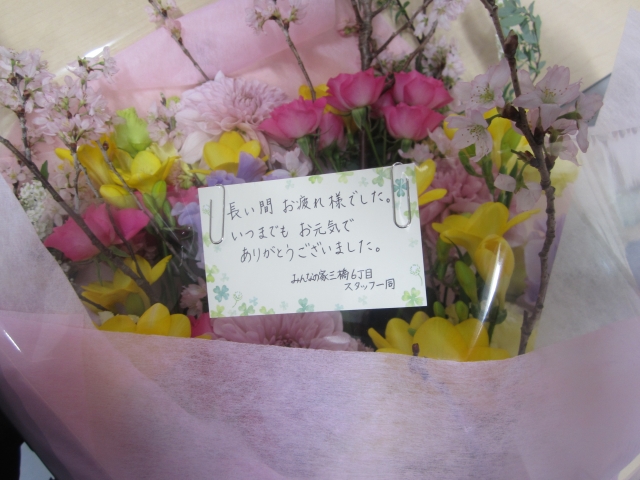 長い間 お疲れ様でした。
いつまでも お元気で
ありがとうございました。
みんなの家三橋6丁目
スタッフ一同